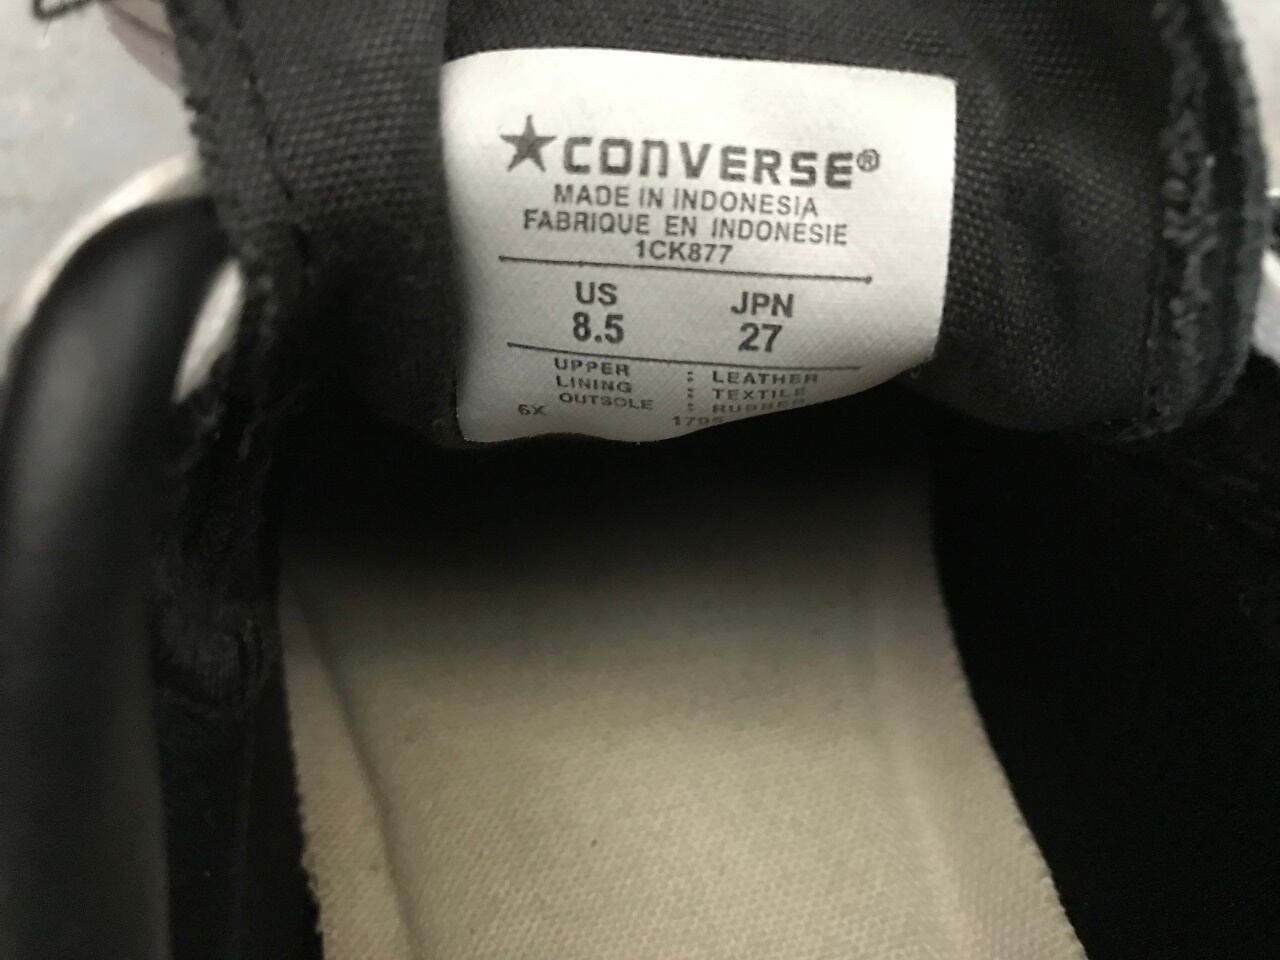 ★CONVERSE®
MADE IN INDONESIA
FABRIQUE EN INDONÉSIE
1CK877
US JPN
8.5 27
UPPER : LEATHER
LINING : TEXTILE
OUTSOLE : RUBBER
6X